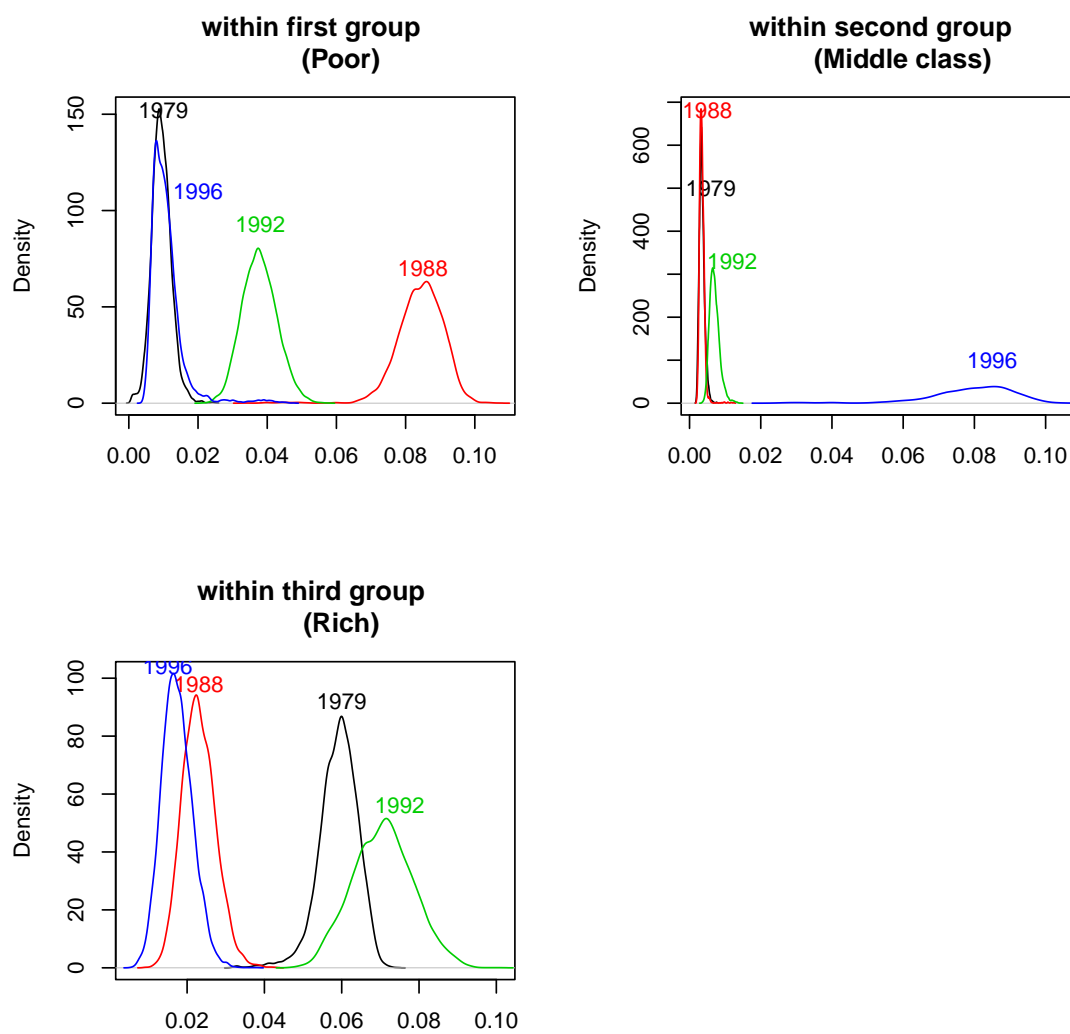 within first group
(Poor)
1979
1996
1992
1988
Density
0
50
100
150
0.00 0.02 0.04 0.06 0.08 0.10
within second group
(Middle class)
1988
1979
1992
1996
Density
0
200
400
600
0.00 0.02 0.04 0.06 0.08 0.10
within third group
(Rich)
1996
1988
1979
1992
Density
0
20
40
60
80
100
0.02 0.04 0.06 0.08 0.10